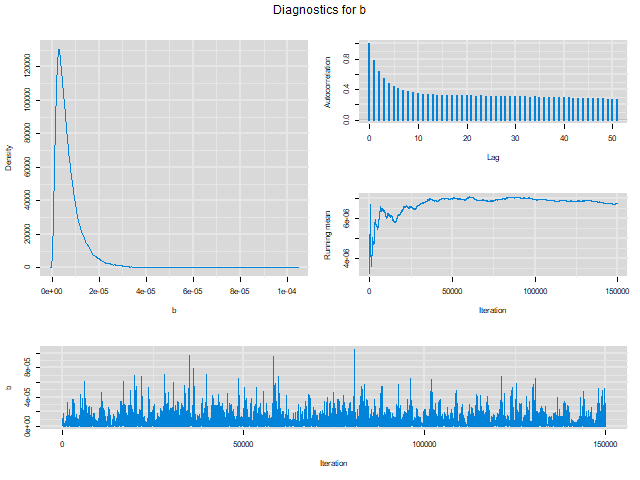 Diagnostics for b
Density
0 20000 40000 60000 80000 120000
0e+00 2e-05 4e-05 6e-05 8e-05 1e-04
b
Autocorrelation
0.0 0.4 0.8
0 10 20 30 40 50
Lag
Running mean
4e-06 6e-06
0 50000 100000 150000
Iteration
b
0e+00 4e-05 8e-05
0 50000 100000 150000
Iteration